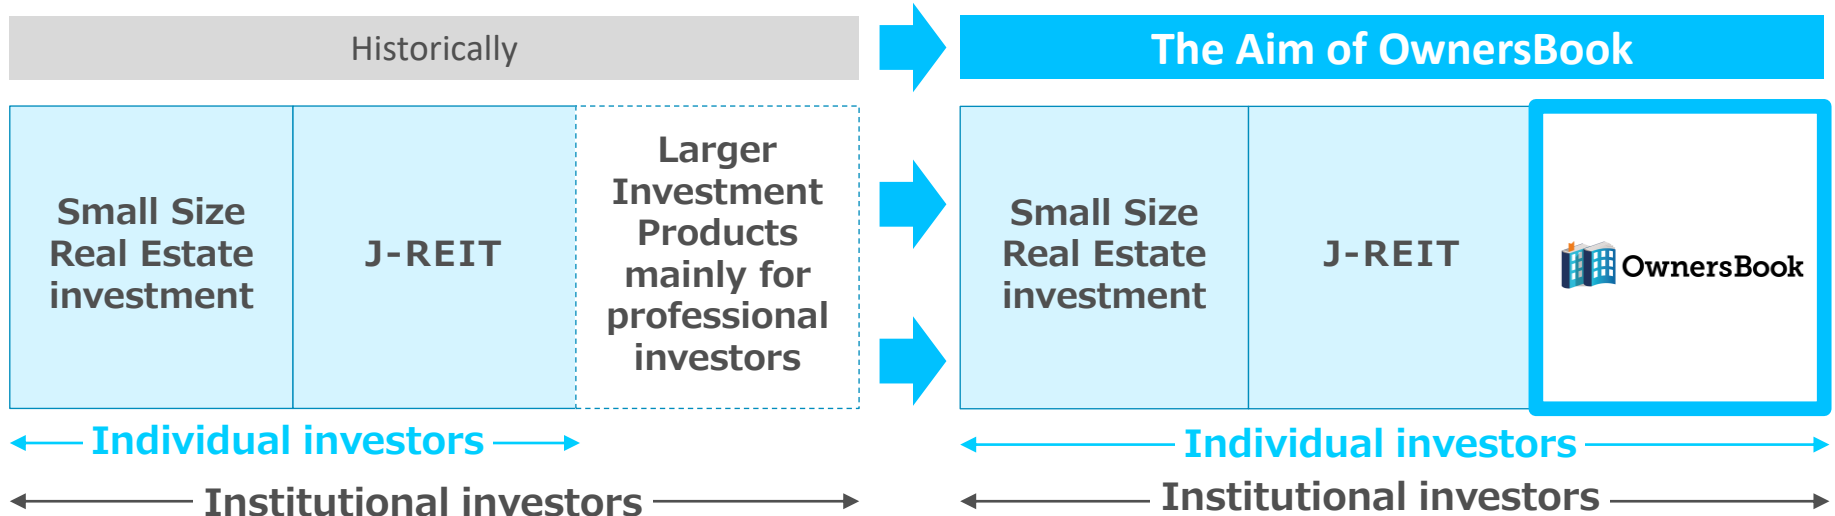 Historically
The Aim of OwnersBook
Small Size
Real Estate
investment
J-REIT
Larger
Investment
Products
mainly for
professional
investors
Small Size
Real Estate
investment
J-REIT
OwnersBook
Individual investors
Institutional investors
Individual investors
Institutional investors